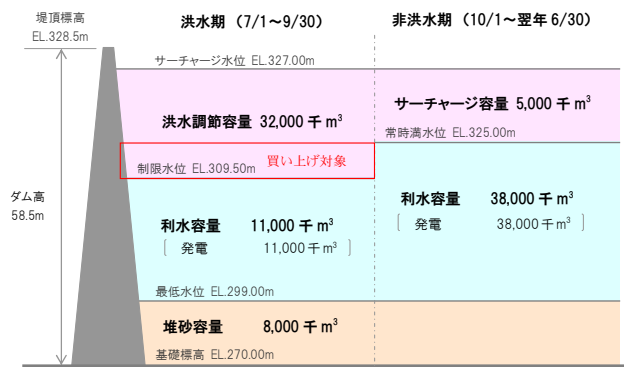 堤頂標高
EL.328.5m
洪水期 （7/1～9/30）
非洪水期 （10/1～翌年 6/30）
サーチャージ水位 EL.327.00m
洪水調節容量 32,000 千 m³
サーチャージ容量 5,000 千 m³
常時満水位 EL.325.00m
制限水位 EL.309.50m
買い上げ対象
ダム高
58.5m
利水容量 11,000 千 m³
［ 発電 11,000 千 m³ ］
利水容量 38,000 千 m³
［ 発電 38,000 千 m³ ］
最低水位 EL.299.00m
堆砂容量 8,000 千 m³
基礎標高 EL.270.00m